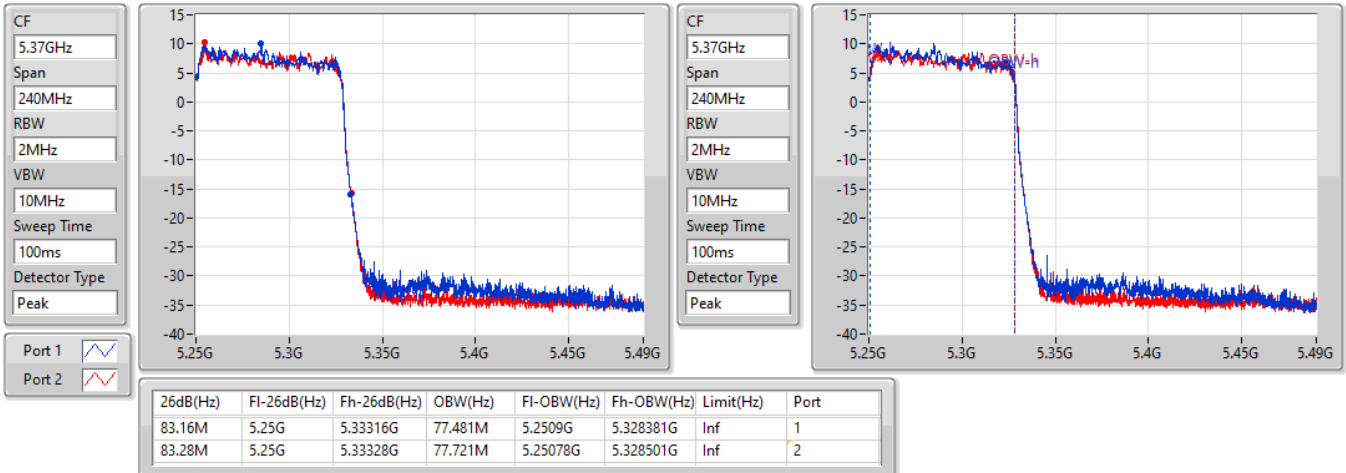 CF
5.37GHz
Span
240MHz
RBW
2MHz
VBW
10MHz
Sweep Time
100ms
Detector Type
Peak
Port 1
Port 2
15
10
5
0
-5
-10
-15
-20
-25
-30
-35
-40
5.25G 5.3G 5.35G 5.4G 5.45G 5.49G
CF
5.37GHz
Span
240MHz
RBW
2MHz
VBW
10MHz
Sweep Time
100ms
Detector Type
Peak
15
10
5
0
-5
-10
-15
-20
-25
-30
-35
-40
OBW-h
5.25G 5.3G 5.35G 5.4G 5.45G 5.49G
26dB(Hz) Fl-26dB(Hz) Fh-26dB(Hz) OBW(Hz) Fl-OBW(Hz) Fh-OBW(Hz) Limit(Hz) Port
83.16M 5.25G 5.33316G 77.481M 5.2509G 5.328381G Inf 1
83.28M 5.25G 5.33328G 77.721M 5.25078G 5.328501G Inf 2